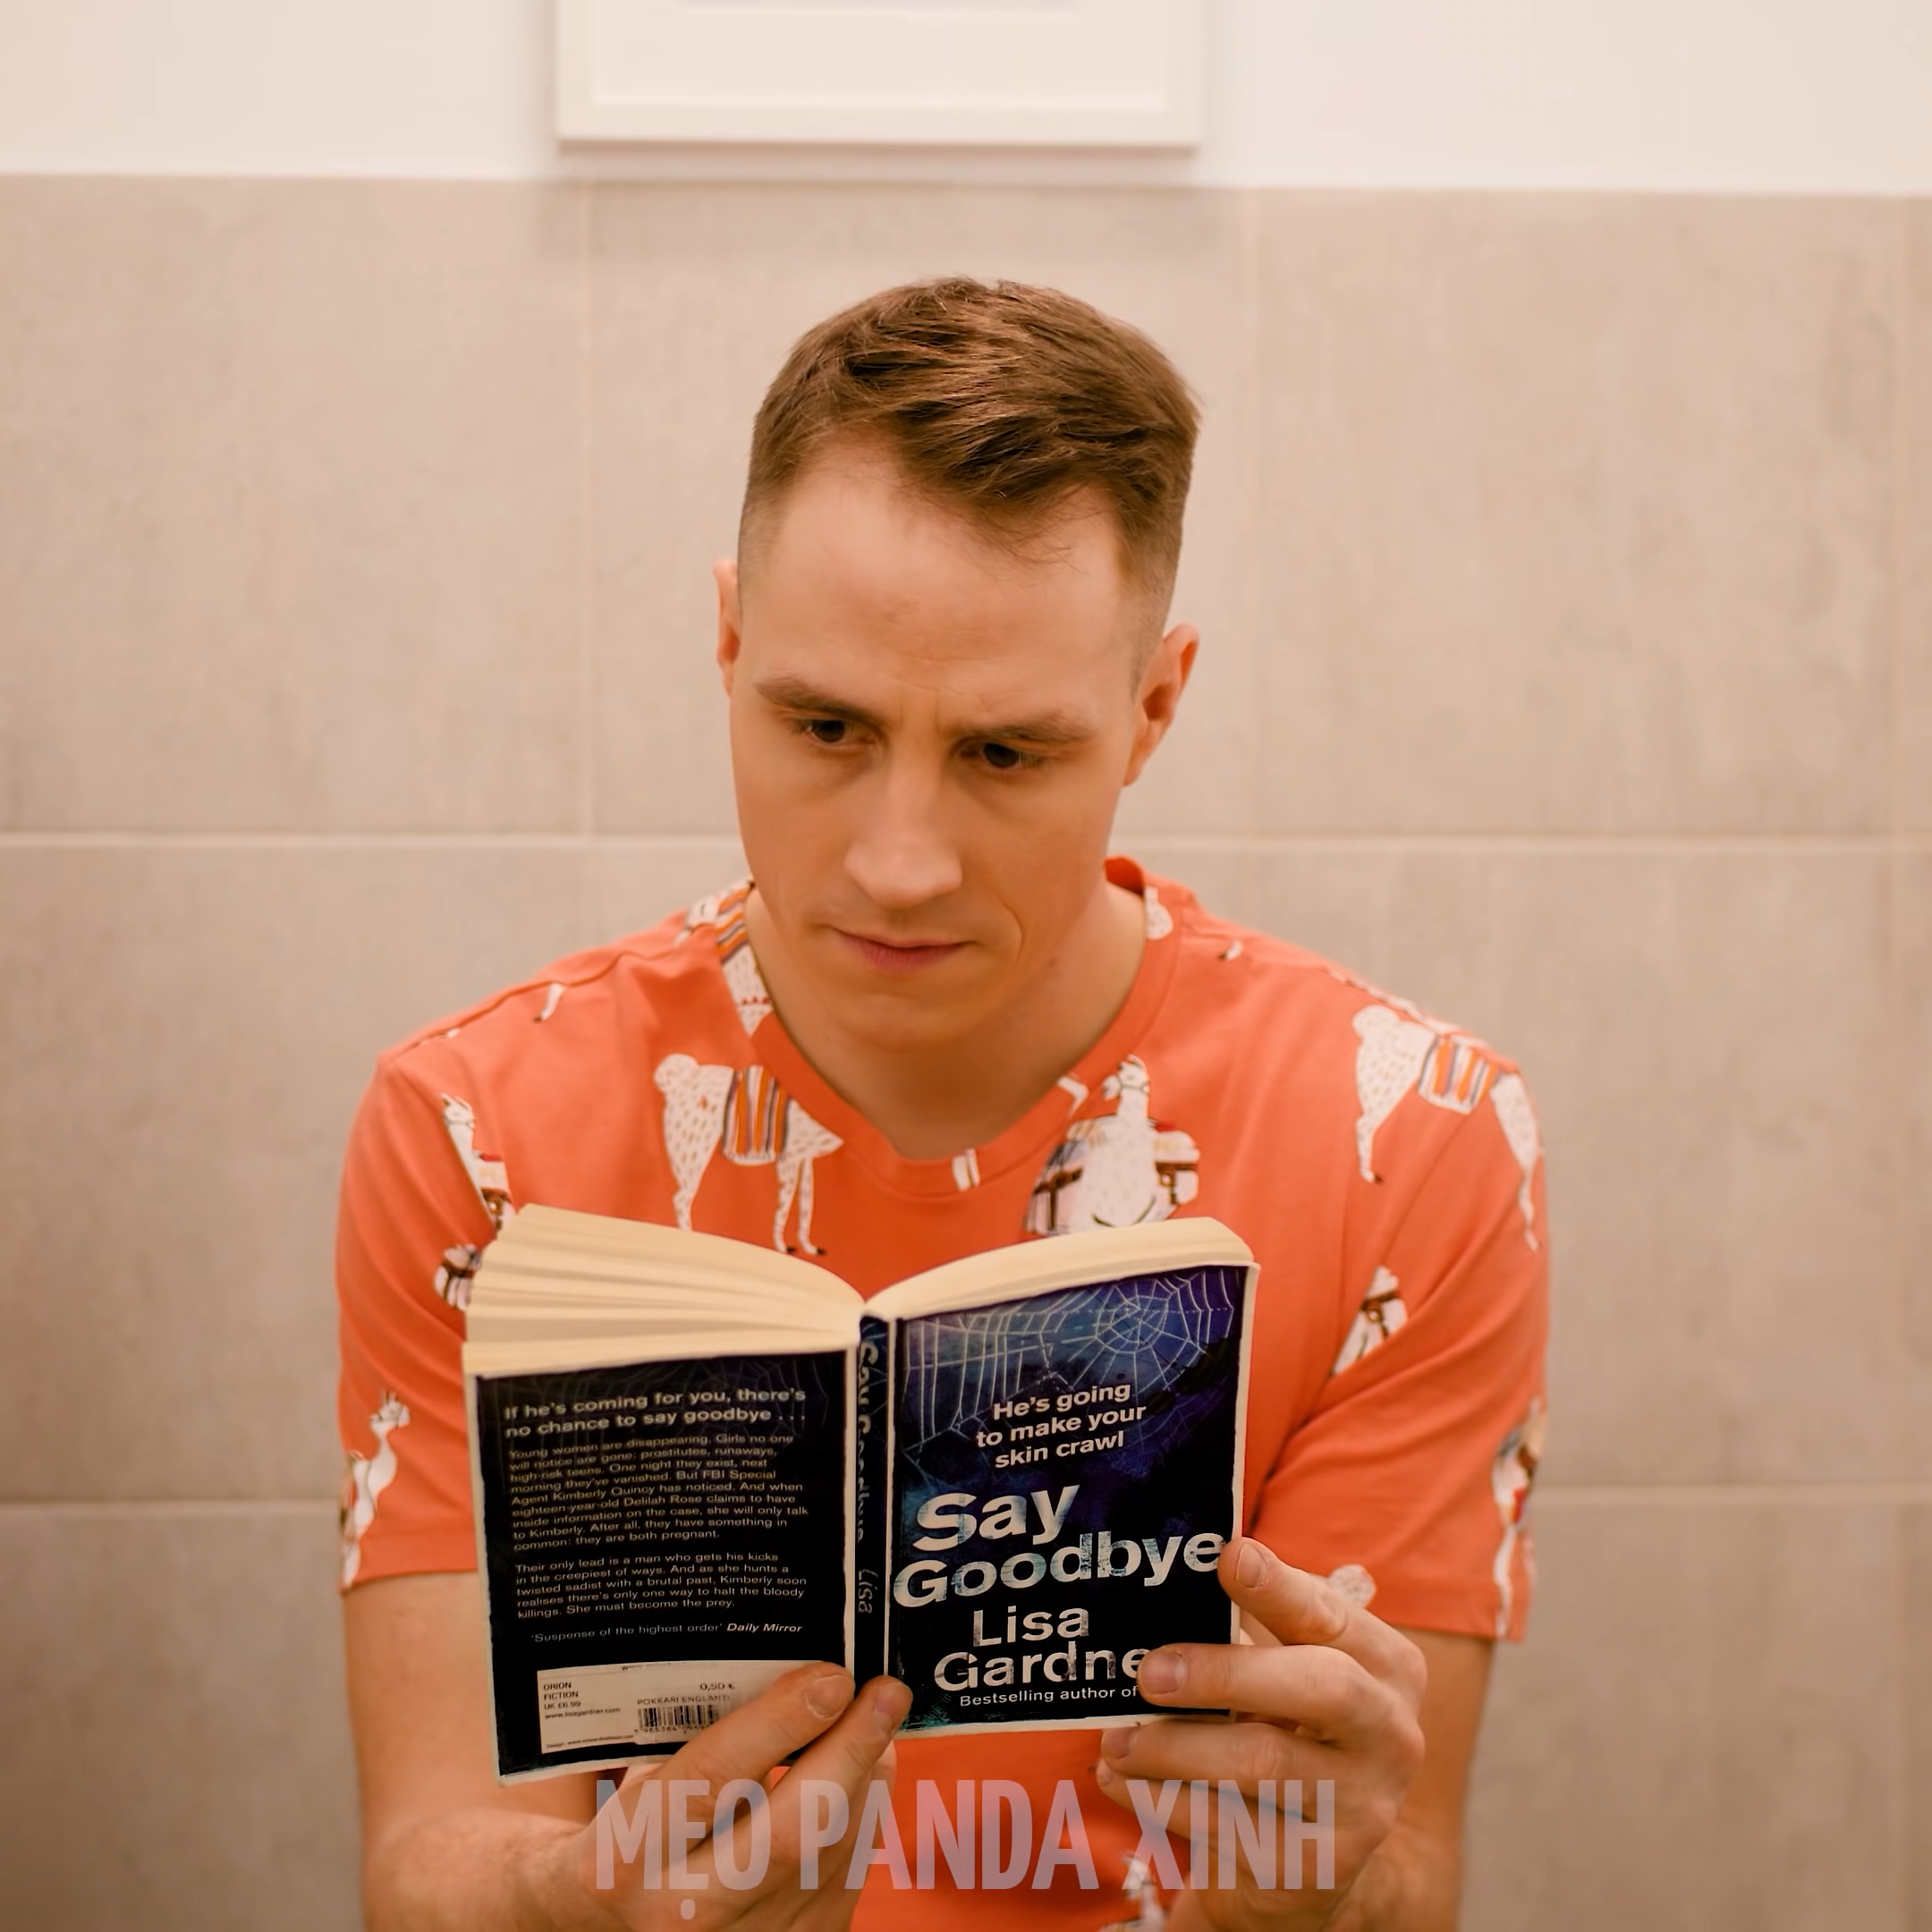 If he's coming for you, there's
no chance to say goodbye . . .
Young women are disappearing. Girls no one
will notice are gone: prostitutes, runaways,
high-risk teens. One night they exist, next
morning they've vanished. But FBI Special
Agent Kimberly Quincy has noticed. And when
eighteen-year-old Delilah Rose claims to have
inside information on the case, she will only talk
to Kimberly. After all, they have something in
common: they are both pregnant.
Their only lead is a man who gets his kicks
in the creepiest of ways. And as she hunts a
twisted sadist with a brutal past, Kimberly soon
realises there's only one way to halt the bloody
killings. She must become the prey.
'Suspense of the highest order' Daily Mirror
ORION
FICTION
UK £6.99
www.lisagardner.com
0,50 €
POKKARI ENGLANTI
Say Goodbye Lisa
He's going
to make your
skin crawl
Say
Goodbye
Lisa
Gardne
Bestselling author of
MẸO PANDA XINH